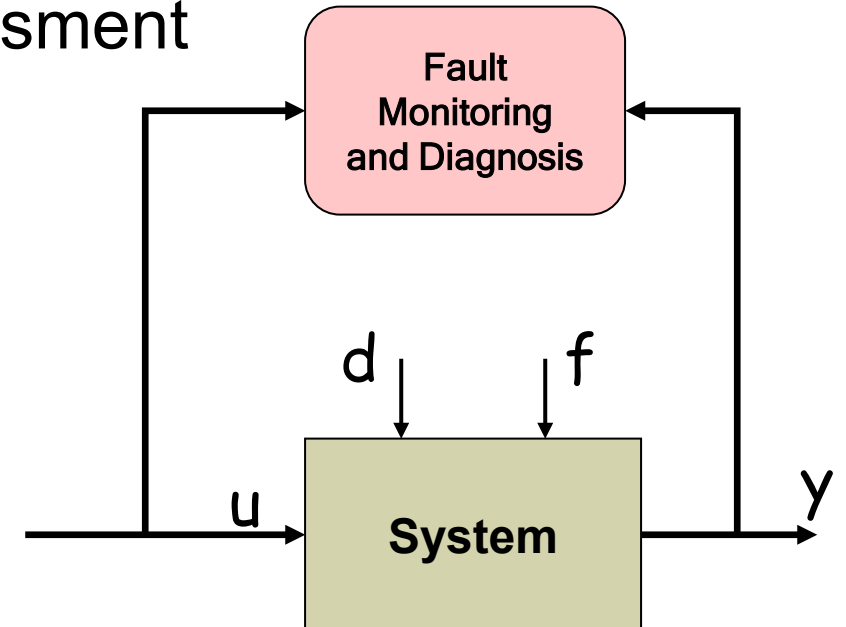 sment
Fault
Monitoring
and Diagnosis
d
f
u
System
y